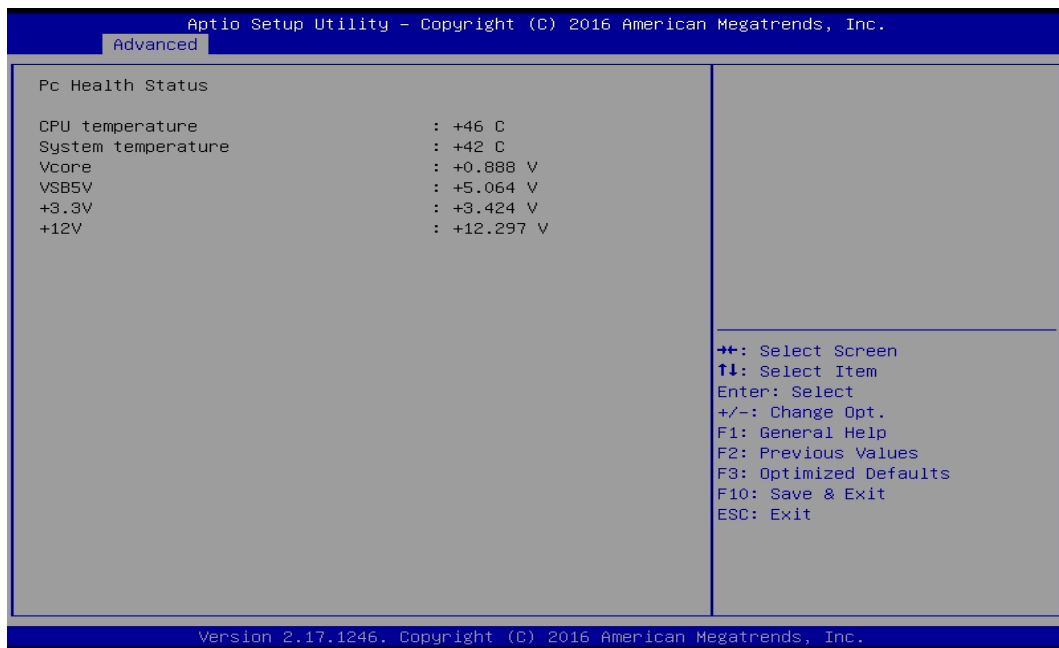 Aptio Setup Utility – Copyright (C) 2016 American Megatrends, Inc.
Advanced
Pc Health Status
CPU temperature : +46 C
System temperature : +42 C
Vcore : +0.888 V
VSB5V : +5.064 V
+3.3V : +3.424 V
+12V : +12.297 V
→←: Select Screen
↑↓: Select Item
Enter: Select
+/-: Change Opt.
F1: General Help
F2: Previous Values
F3: Optimized Defaults
F10: Save & Exit
ESC: Exit
Version 2.17.1246. Copyright (C) 2016 American Megatrends, Inc.